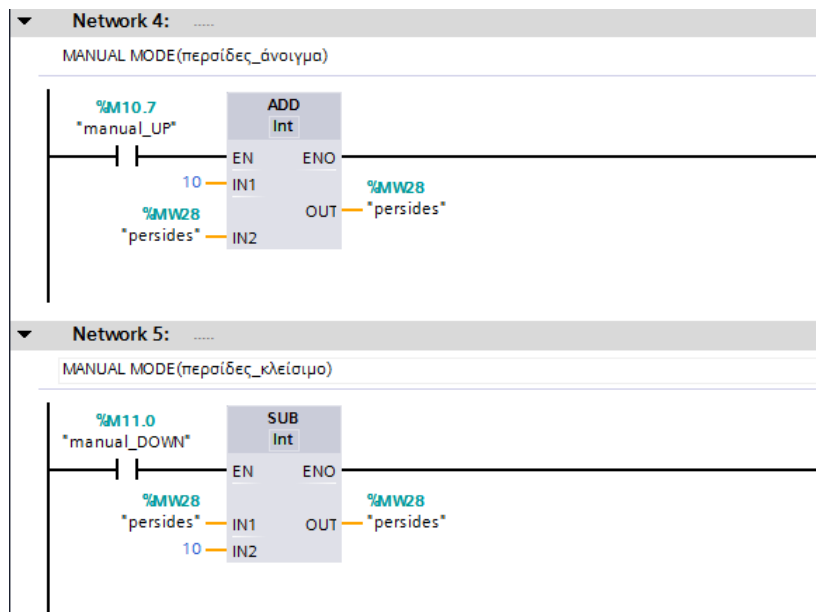 Network 4: .....
MANUAL MODE(περσίδες_άνοιγμα)
%M10.7
"manual_UP"
ADD
Int
EN
ENO
10
IN1
%MW28
"persides"
IN2
OUT
%MW28
"persides"
Network 5: .....
MANUAL MODE(περσίδες_κλείσιμο)
%M11.0
"manual_DOWN"
SUB
Int
EN
ENO
%MW28
"persides"
IN1
OUT
%MW28
"persides"
10
IN2